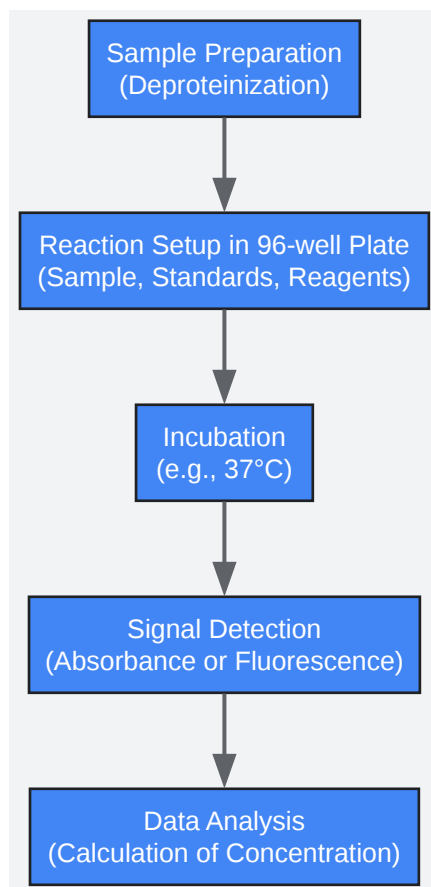 Sample Preparation
(Deproteinization)
Reaction Setup in 96-well Plate
(Sample, Standards, Reagents)
Incubation
(e.g., 37°C)
Signal Detection
(Absorbance or Fluorescence)
Data Analysis
(Calculation of Concentration)